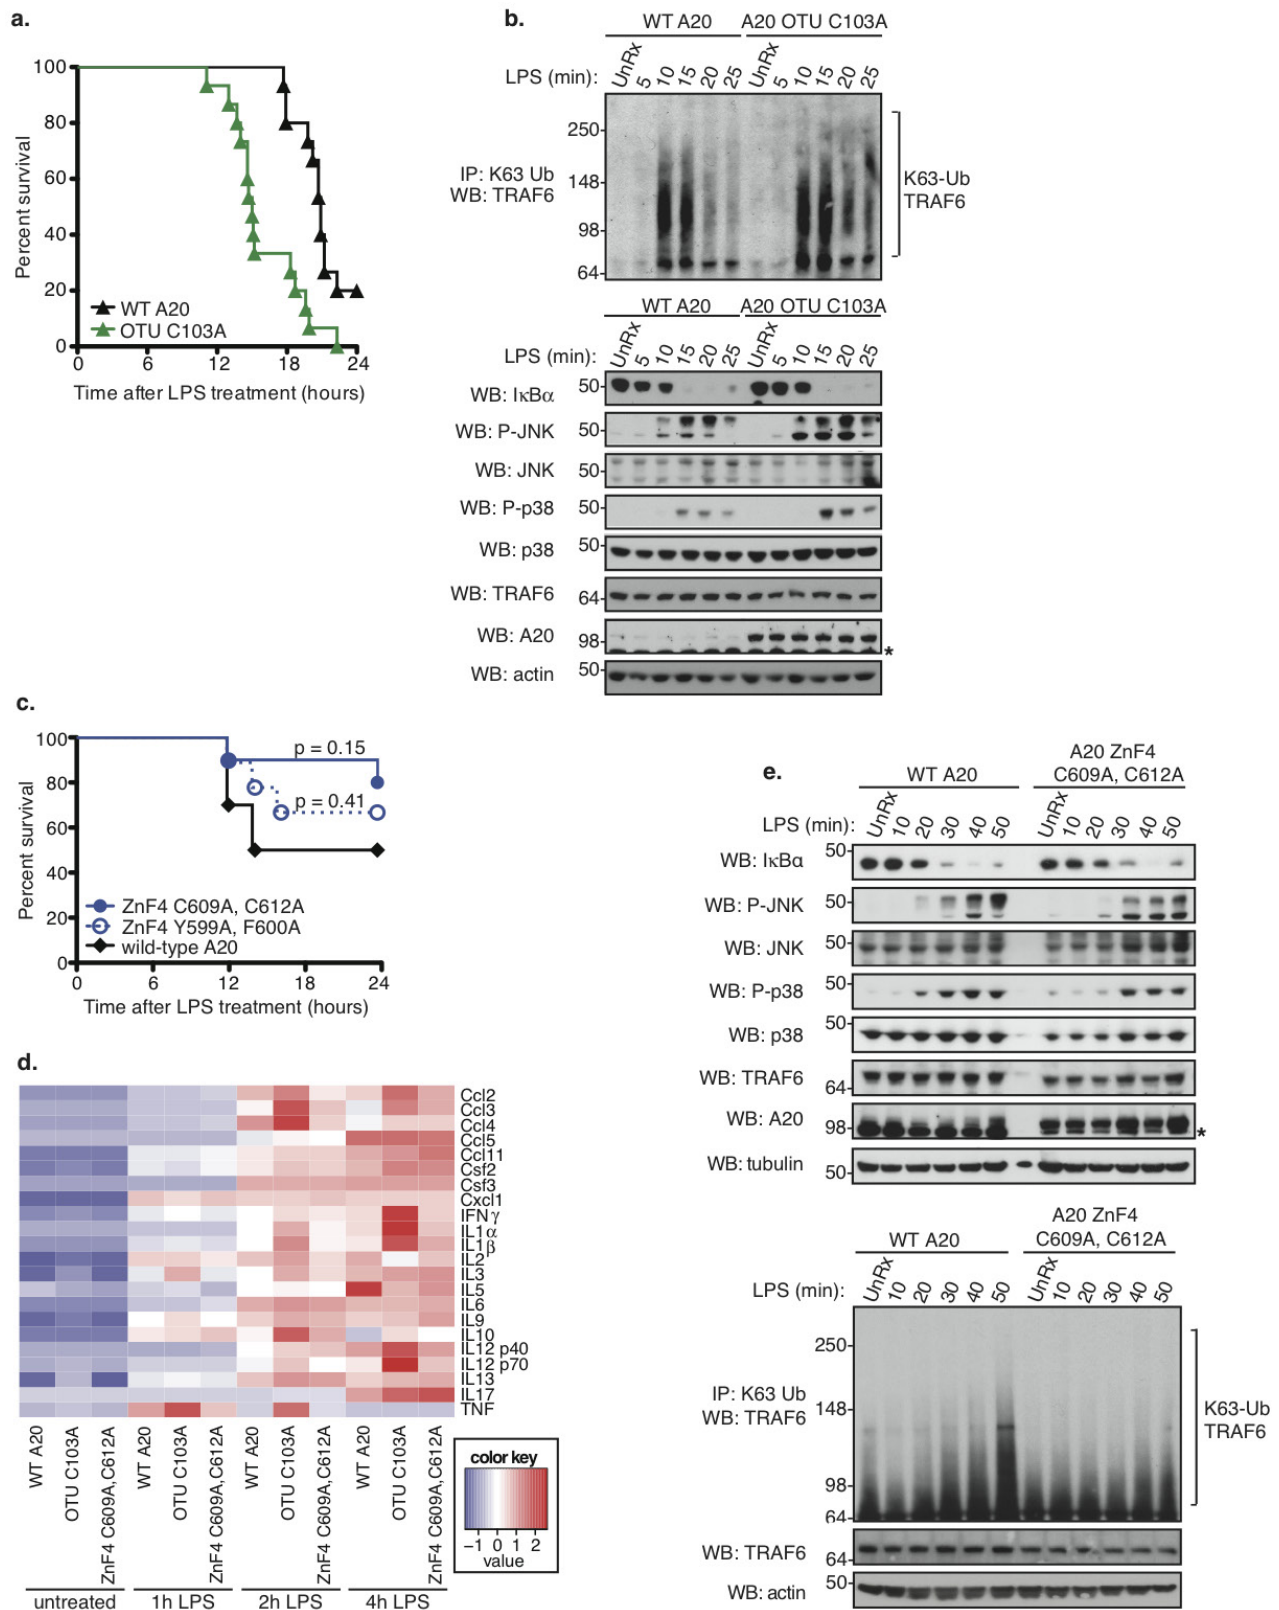 a.
100
80
60
40
20
0
Percent survival
WT A20
OTU C103A
0 6 12 18 24
Time after LPS treatment (hours)
b.
WT A20 A20 OTU C103A
LPS (min): UnRx 5 10 15 20 25 UnRx 5 10 15 20 25
250
148
98
64
IP: K63 Ub
WB: TRAF6
K63-Ub
TRAF6
WT A20 A20 OTU C103A
LPS (min): UnRx 5 10 15 20 25 UnRx 5 10 15 20 25
WB: IκBα 50
WB: P-JNK 50
WB: JNK 50
WB: P-p38 50
WB: p38 50
WB: TRAF6 64
WB: A20 98 *
WB: actin 50
c.
100
80
60
40
20
0
Percent survival
p = 0.15
p = 0.41
ZnF4 C609A, C612A
ZnF4 Y599A, F600A
wild-type A20
0 6 12 18 24
Time after LPS treatment (hours)
d.
Ccl2
Ccl3
Ccl4
Ccl5
Ccl11
Csf2
Csf3
Cxcl1
IFNγ
IL1α
IL1β
IL2
IL3
IL5
IL6
IL9
IL10
IL12 p40
IL12 p70
IL13
IL17
TNF
WT A20
OTU C103A
ZnF4 C609A,C612A
WT A20
OTU C103A
ZnF4 C609A,C612A
WT A20
OTU C103A
ZnF4 C609A,C612A
WT A20
OTU C103A
ZnF4 C609A,C612A
untreated 1h LPS 2h LPS 4h LPS
color key
−1 0 1 2
value
e.
WT A20
A20 ZnF4
C609A, C612A
LPS (min): UnRx 10 20 30 40 50 UnRx 10 20 30 40 50
WB: IκBα 50
WB: P-JNK 50
WB: JNK 50
WB: P-p38 50
WB: p38 50
WB: TRAF6 64
WB: A20 98 *
WB: tubulin 50
WT A20
A20 ZnF4
C609A, C612A
LPS (min): UnRx 10 20 30 40 50 UnRx 10 20 30 40 50
250
148
98
64
IP: K63 Ub
WB: TRAF6
K63-Ub
TRAF6
WB: TRAF6 64
WB: actin 50